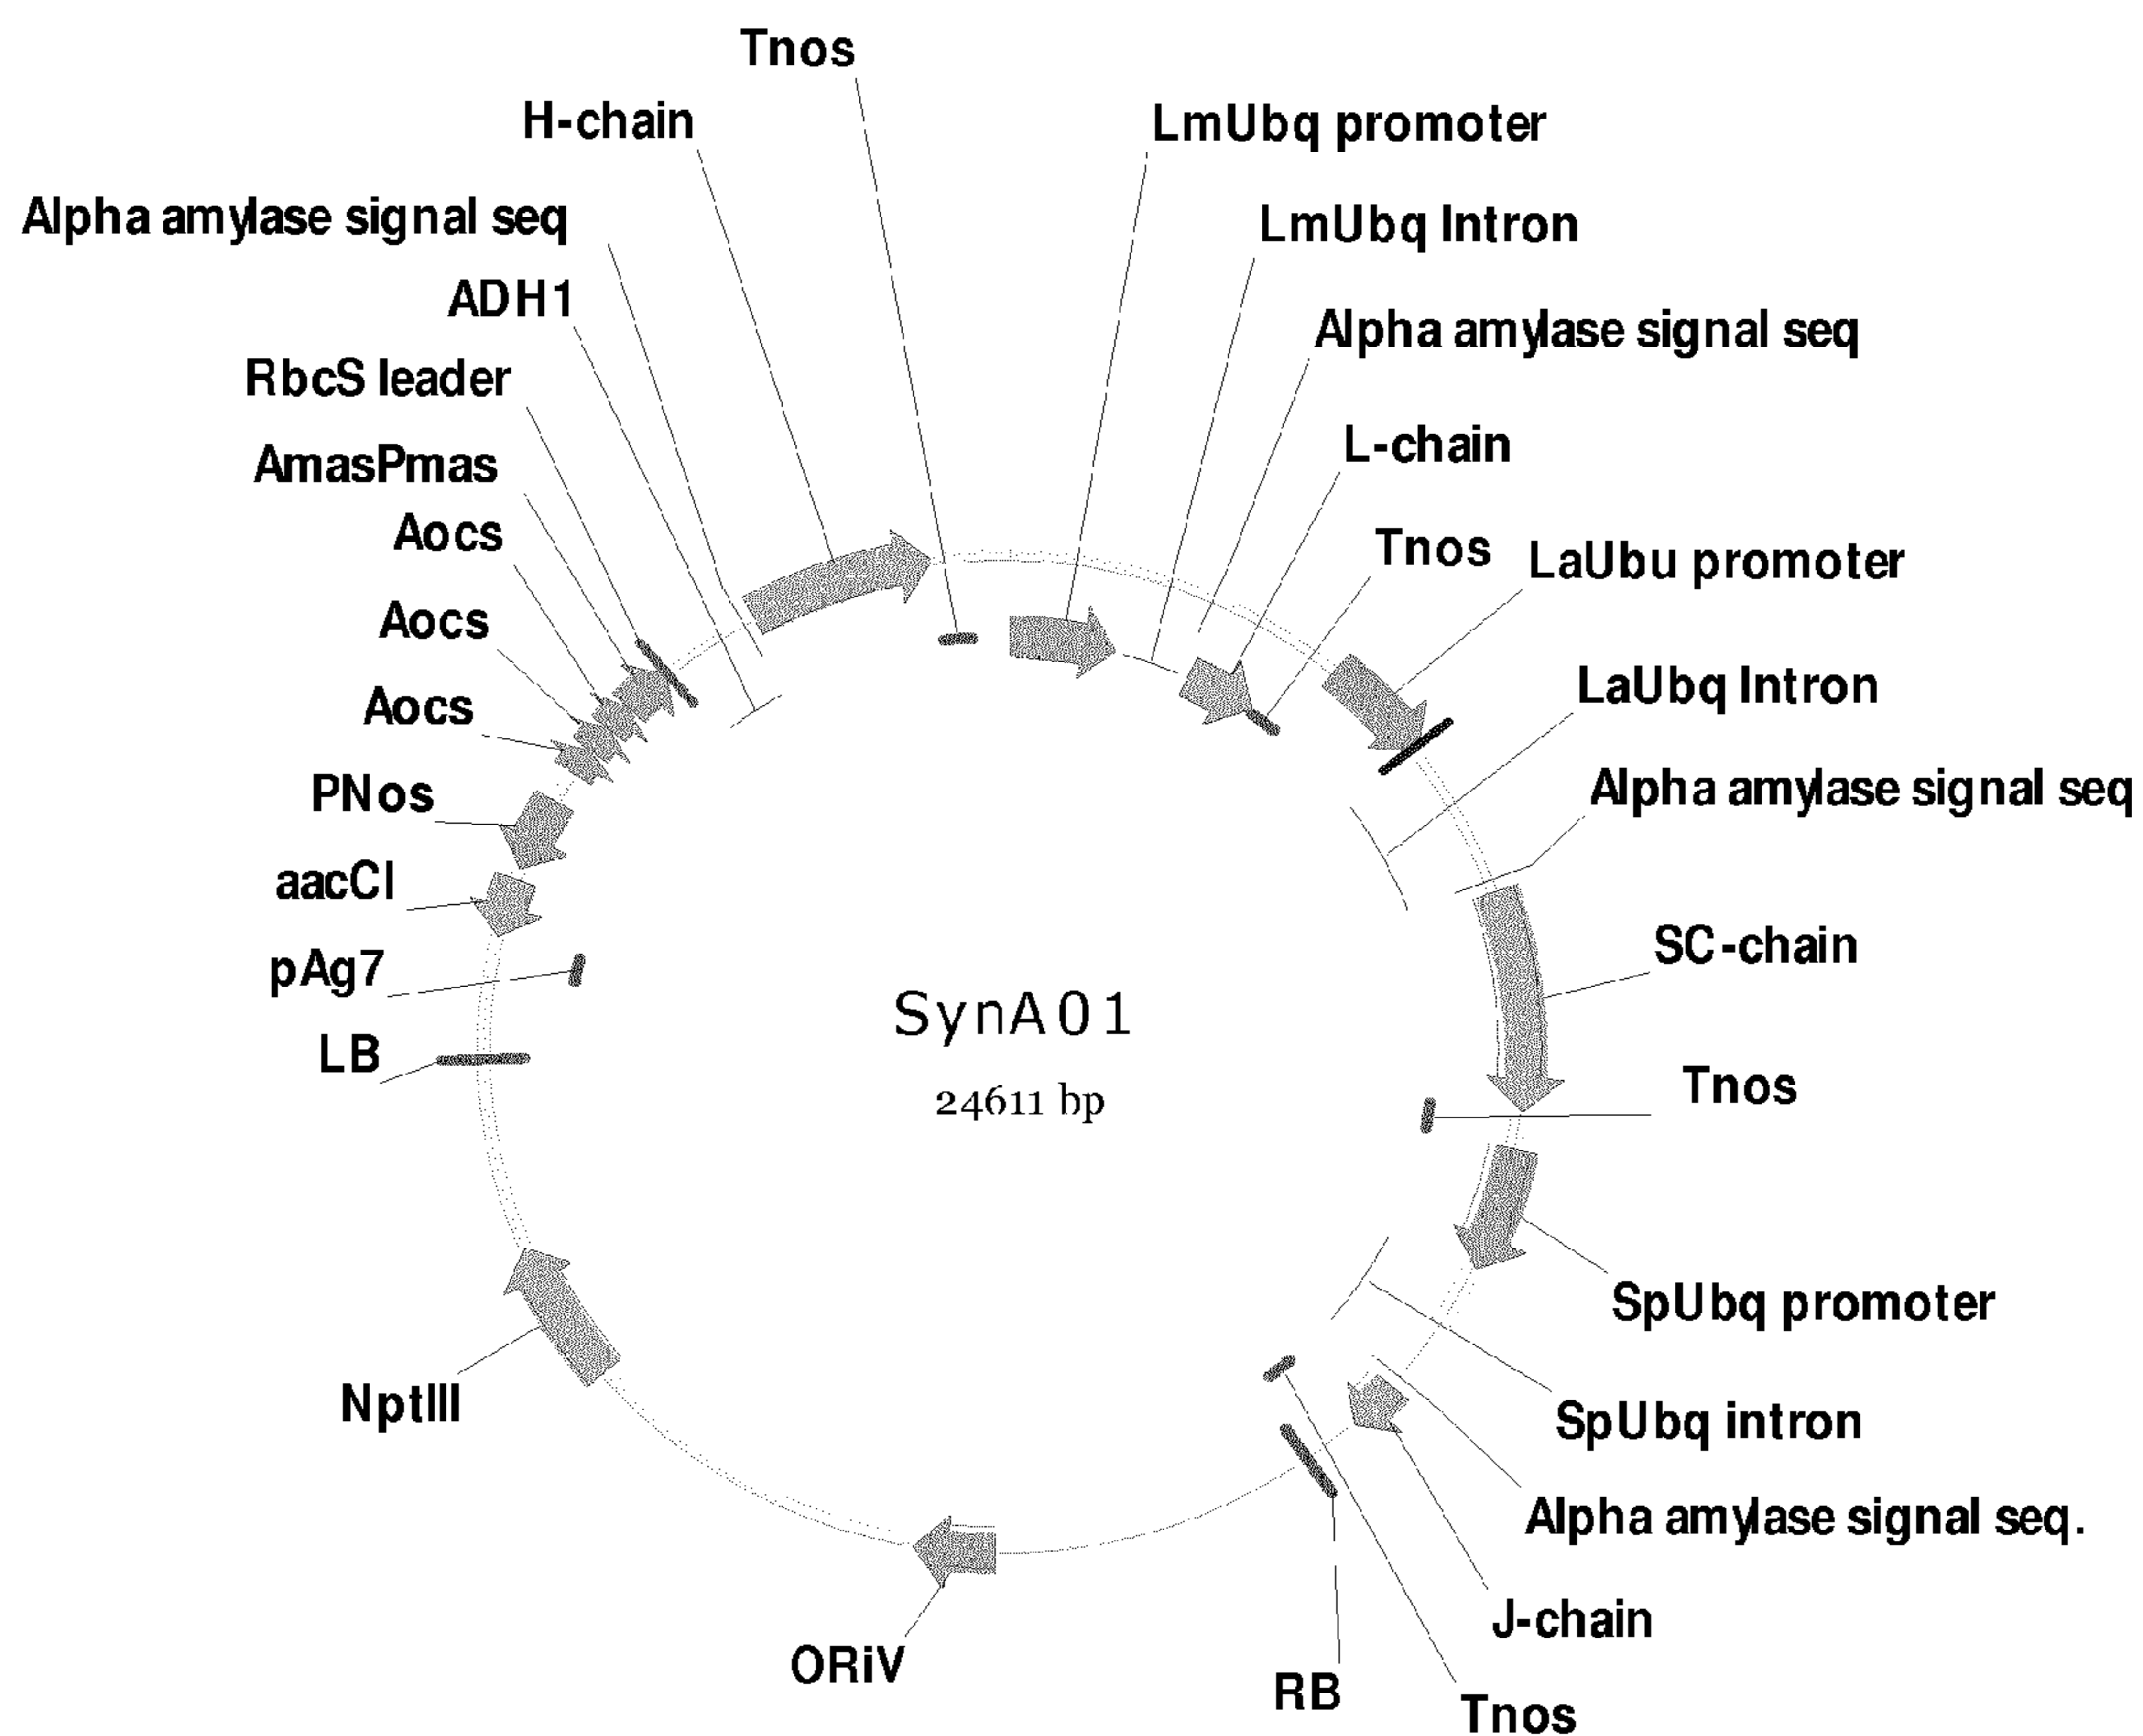 Tnos
H-chain
LmUbq promoter
Alpha amylase signal seq
LmUbq Intron
ADH1
Alpha amylase signal seq
RbcS leader
L-chain
AmasPmas
Aocs
Tnos
LaUbu promoter
Aocs
LaUbq Intron
Aocs
PNos
Alpha amylase signal seq
aacCI
SC-chain
pAg7
SynA01
LB
24611 bp
Tnos
SpUbq promoter
NptIII
SpUbq intron
Alpha amylase signal seq.
J-chain
ORiV
RB
Tnos